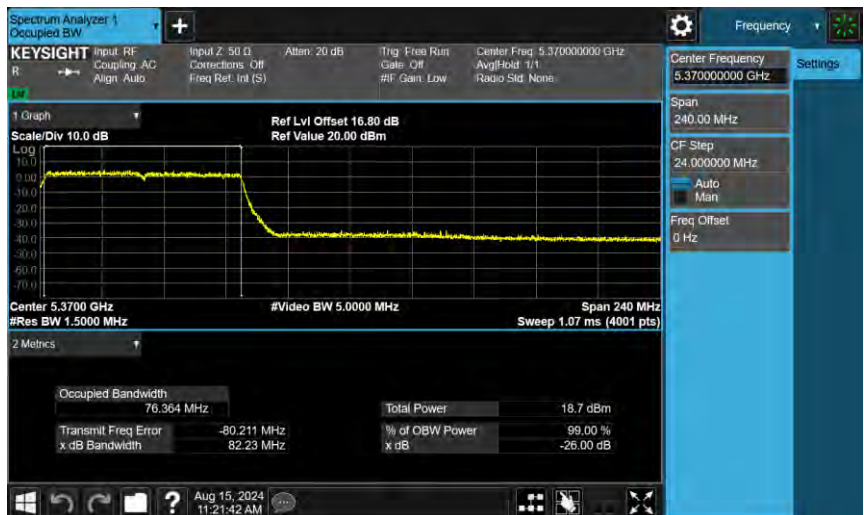 Spectrum Analyzer 1
Occupied BW
Frequency
KEYSIGHT Input: RF
R
Coupling: AC
Align: Auto
Input Z: 50 Ω
Corrections: Off
Freq Ref: Int (S)
Atten: 20 dB
Trig: Free Run
Gate: Off
#IF Gain: Low
Center Freq: 5.370000000 GHz
Avg|Hold: 1/1
Radio Std: None
1 Graph
Scale/Div 10.0 dB
Ref Lvl Offset 16.80 dB
Ref Value 20.00 dBm
Log
10.0
0.00
-10.0
-20.0
-30.0
-40.0
-50.0
-60.0
-70.0
Center 5.3700 GHz
#Res BW 1.5000 MHz
#Video BW 5.0000 MHz
Span 240 MHz
Sweep 1.07 ms (4001 pts)
2 Metrics
Occupied Bandwidth
76.364 MHz
Transmit Freq Error -80.211 MHz
x dB Bandwidth 82.23 MHz
Total Power 18.7 dBm
% of OBW Power 99.00 %
x dB -26.00 dB
Center Frequency
5.370000000 GHz
Settings
Span
240.00 MHz
CF Step
24.000000 MHz
Auto
Man
Freq Offset
0 Hz
?
Aug 15, 2024
11:21:42 AM